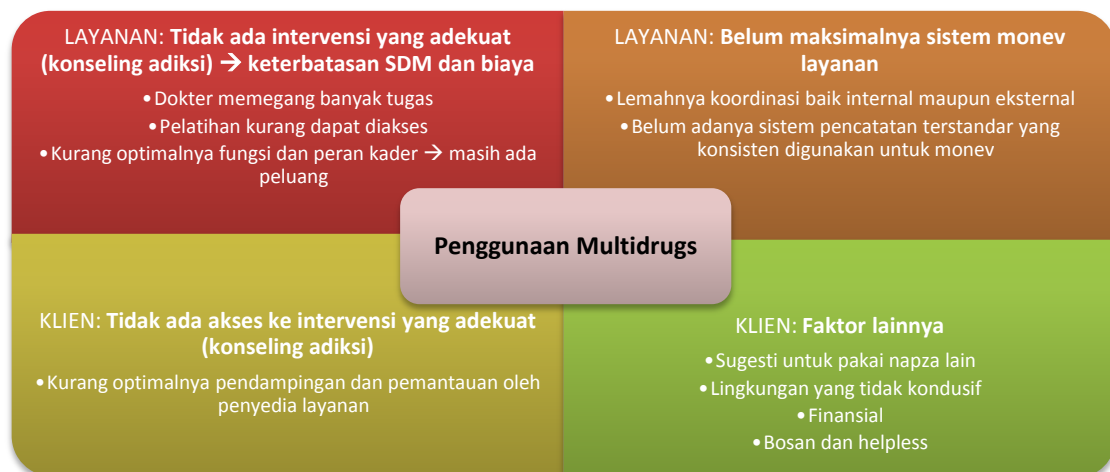 LAYANAN: Tidak ada intervensi yang adekuat
(konseling adiksi) → keterbatasan SDM dan biaya
•Dokter memegang banyak tugas
•Pelatihan kurang dapat diakses
•Kurang optimalnya fungsi dan peran kader → masih ada
peluang
LAYANAN: Belum maksimalnya sistem monev
layanan
•Lemahnya koordinasi baik internal maupun eksternal
•Belum adanya sistem pencatatan terstandar yang
konsisten digunakan untuk monev
Penggunaan Multidrugs
KLIEN: Tidak ada akses ke intervensi yang adekuat
(konseling adiksi)
•Kurang optimalnya pendampingan dan pemantauan oleh
penyedia layanan
KLIEN: Faktor lainnya
•Sugesti untuk pakai napza lain
•Lingkungan yang tidak kondusif
•Finansial
•Bosan dan helpless